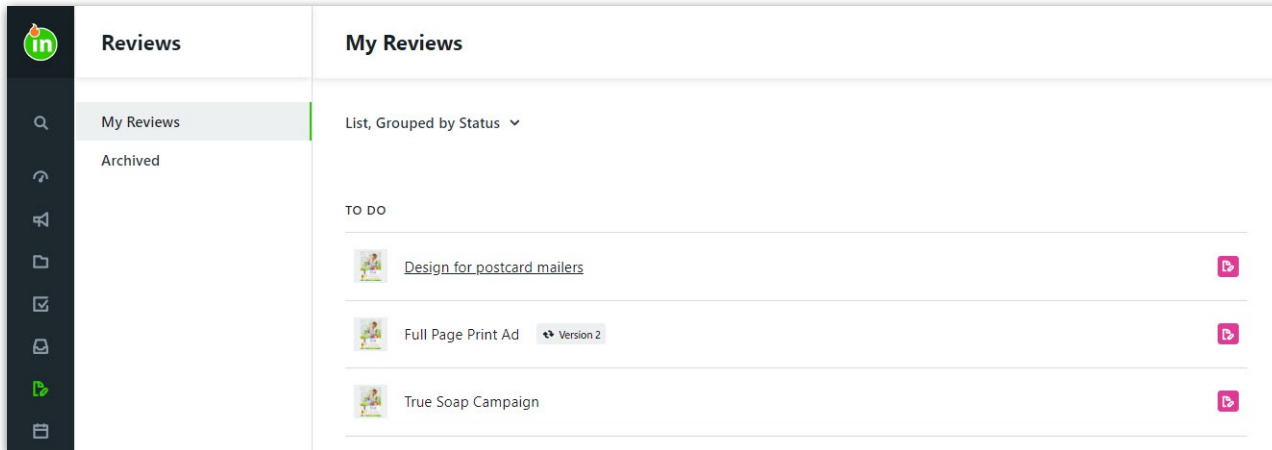 in
Reviews
My Reviews
My Reviews
Archived
List, Grouped by Status
TO DO
Design for postcard mailers
Full Page Print Ad Version 2
True Soap Campaign